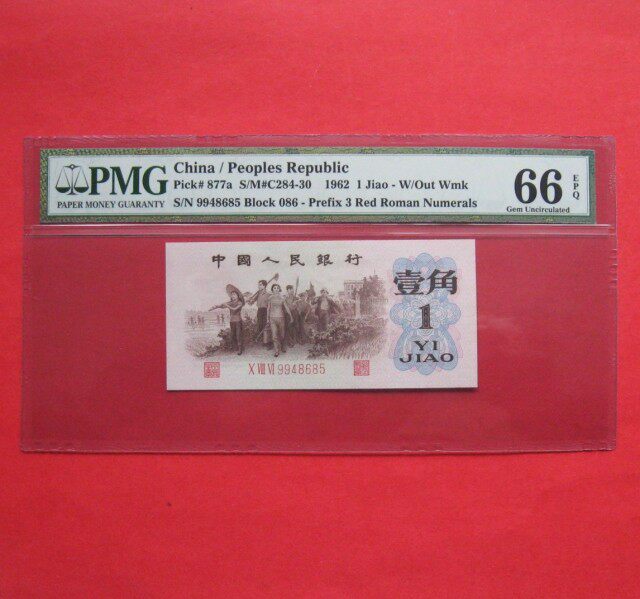 PMG
PAPER MONEY GUARANTY
China / Peoples Republic
Pick# 877a S/M#C284-30 1962 1 Jiao - W/Out Wmk
S/N 9948685 Block 086 - Prefix 3 Red Roman Numerals
66 EPQ
Gem Uncirculated
中國人民銀行
壹角
1
YI
JIAO
X VII VI 9948685